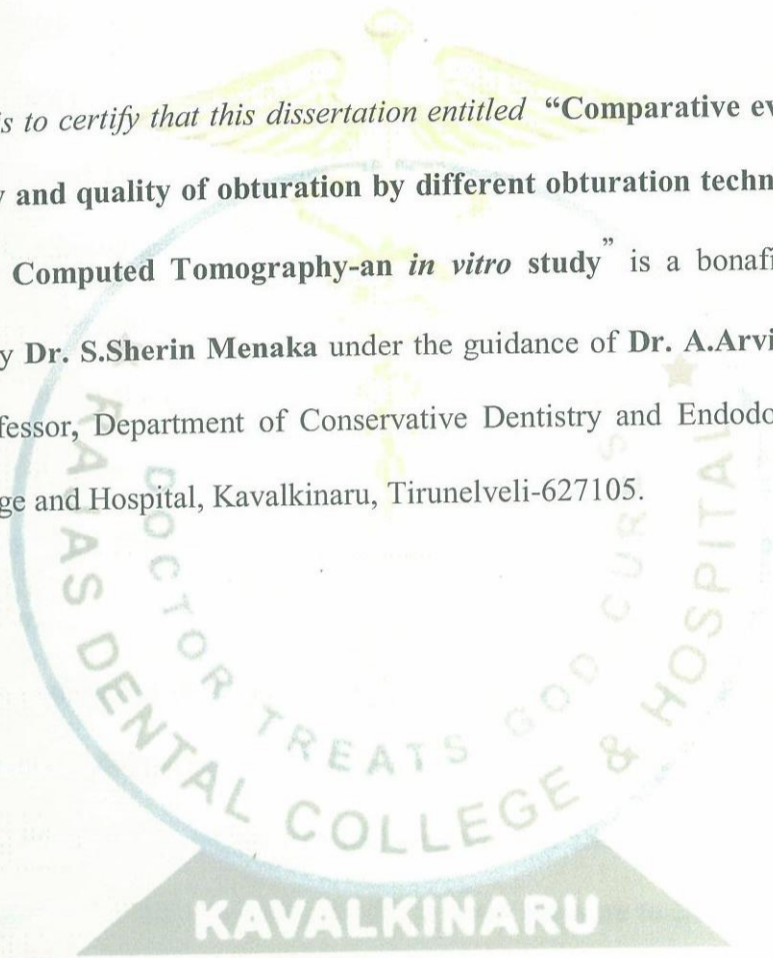 s to certify that this dissertation entitled “Comparative ev
y and quality of obturation by different obturation techn
Computed Tomography-an in vitro study” is a bonafi
y Dr. S.Sherin Menaka under the guidance of Dr. A.Arvi
fessor, Department of Conservative Dentistry and Endodo
ge and Hospital, Kavalkinaru, Tirunelveli-627105.
DOCTOR TREATS GOD CURES
AS DENTAL COLLEGE & HOSPITAL
KAVALKINARU